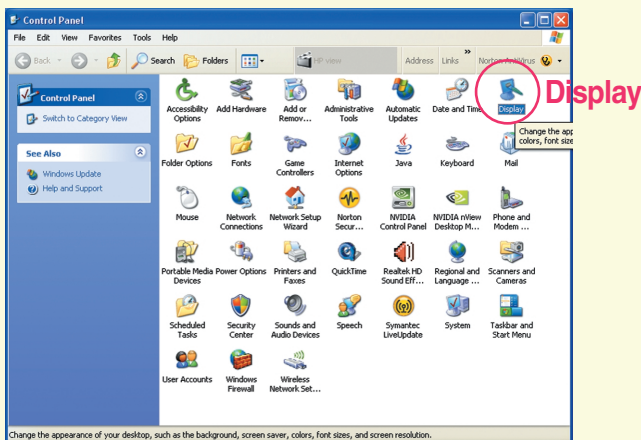 Control Panel
File Edit View Favorites Tools Help
Back Search Folders HP view Address Links » Norton AntiVirus
Control Panel
Switch to Category View
See Also
Windows Update
Help and Support
Accessibility Options
Add Hardware
Add or Remov...
Administrative Tools
Automatic Updates
Date and Time
Display
Display
Change the app
colors, font size
Folder Options
Fonts
Game Controllers
Internet Options
Java
Keyboard
Mail
Mouse
Network Connections
Network Setup Wizard
Norton Secur...
NVIDIA Control Panel
NVIDIA nView Desktop M...
Phone and Modem ...
Portable Media Devices
Power Options
Printers and Faxes
QuickTime
Realtek HD Sound Eff...
Regional and Language ...
Scanners and Cameras
Scheduled Tasks
Security Center
Sounds and Audio Devices
Speech
Symantec LiveUpdate
System
Taskbar and Start Menu
User Accounts
Windows Firewall
Wireless Network Set...
Change the appearance of your desktop, such as the background, screen saver, colors, font sizes, and screen resolution.